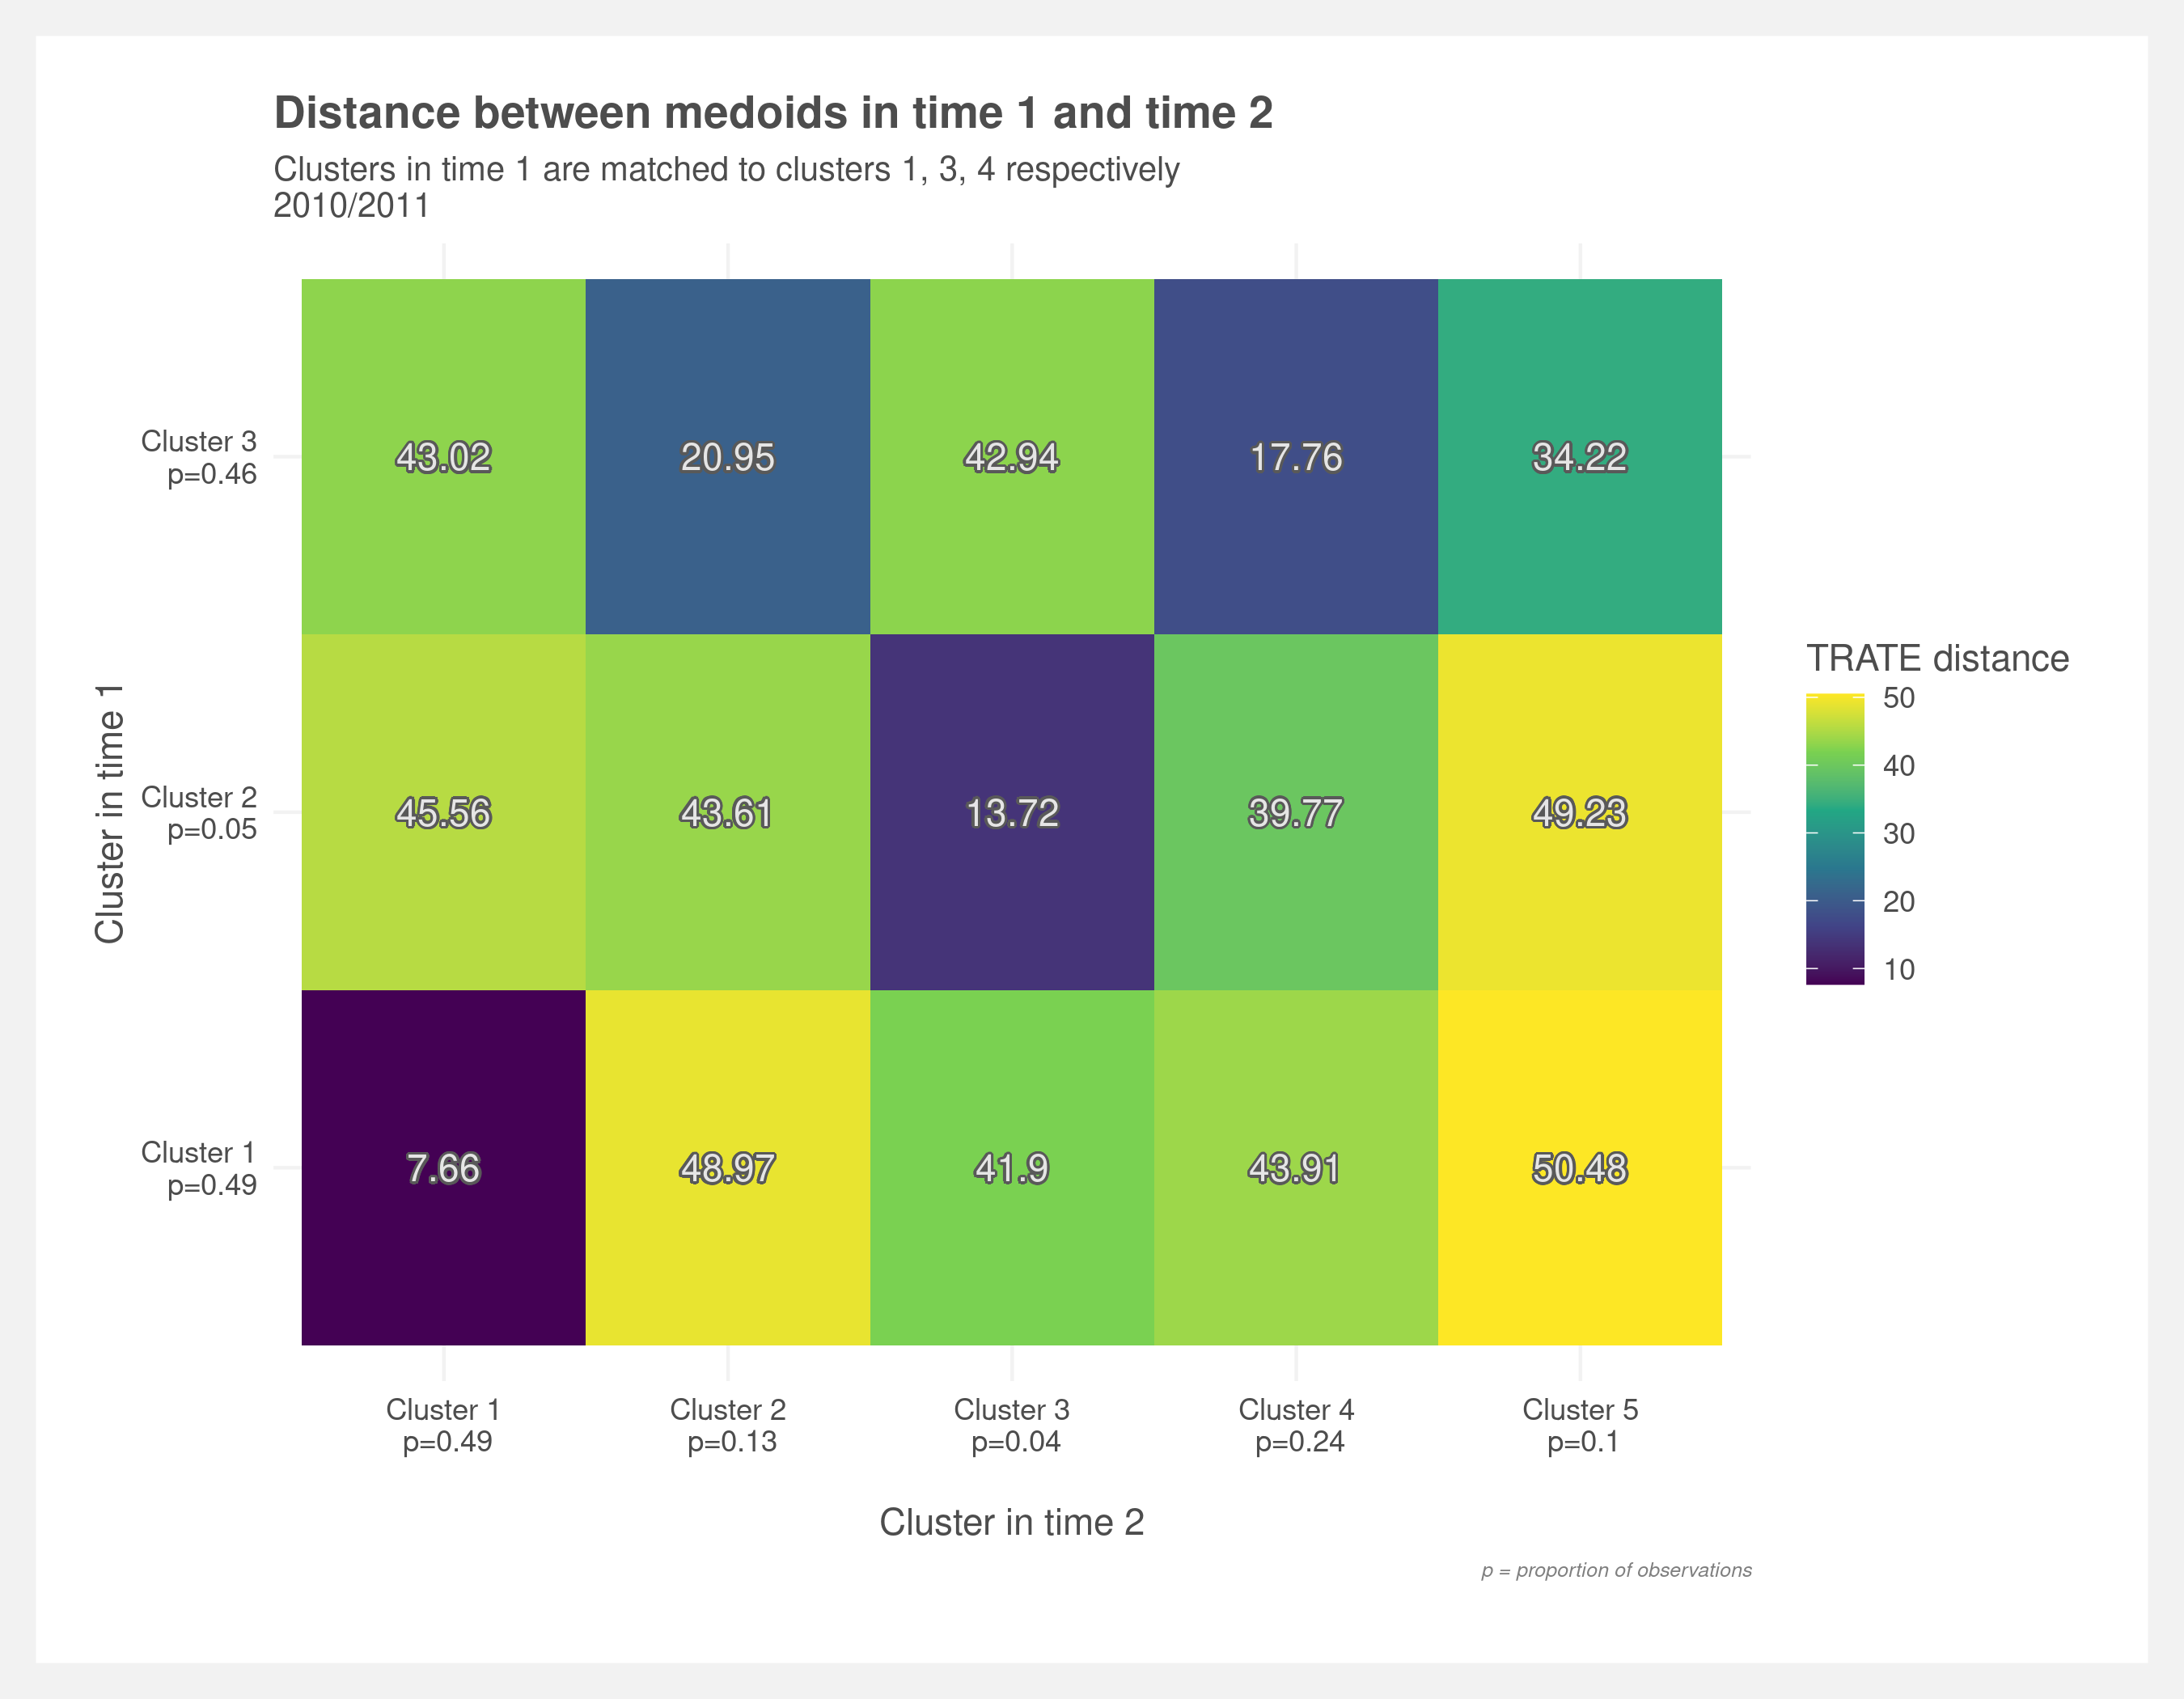 Distance between medoids in time 1 and time 2
Clusters in time 1 are matched to clusters 1, 3, 4 respectively
2010/2011
Cluster in time 1
Cluster 3
p=0.46
43.02 20.95 42.94 17.76 34.22
Cluster 2
p=0.05
45.56 43.61 13.72 39.77 49.23
Cluster 1
p=0.49
7.66 48.97 41.9 43.91 50.48
Cluster 1 Cluster 2 Cluster 3 Cluster 4 Cluster 5
p=0.49 p=0.13 p=0.04 p=0.24 p=0.1
Cluster in time 2
p = proportion of observations
TRATE distance
50
40
30
20
10